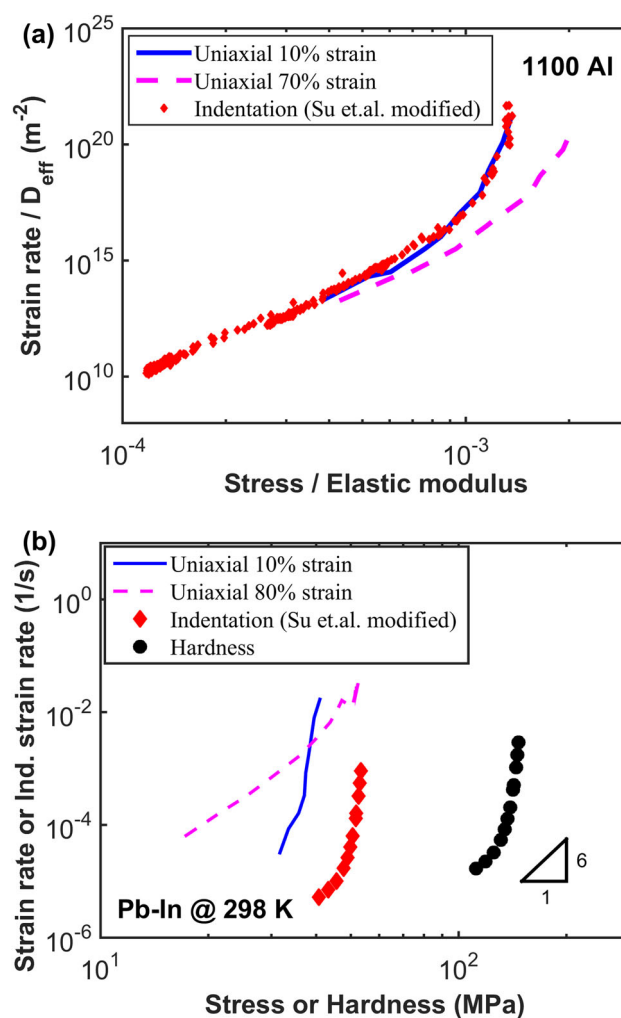 (a)
10^25
Uniaxial 10% strain
Uniaxial 70% strain
Indentation (Su et.al. modified)
1100 Al
10^20
10^15
10^10
Strain rate / D_eff (m^-2)
10^-4
10^-3
Stress / Elastic modulus
(b)
Uniaxial 10% strain
Uniaxial 80% strain
Indentation (Su et.al. modified)
Hardness
10^0
10^-2
10^-4
10^-6
Strain rate or Ind. strain rate (1/s)
6
1
Pb-In @ 298 K
10^1
10^2
Stress or Hardness (MPa)